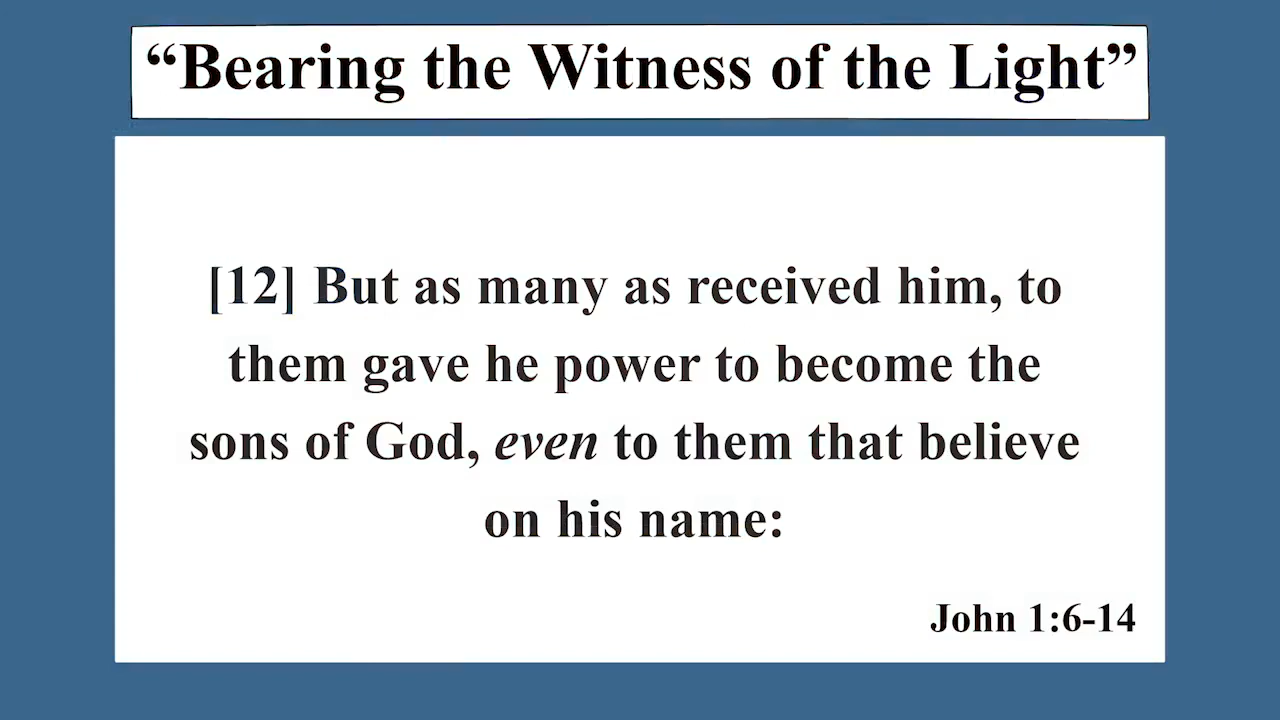 “Bearing the Witness of the Light”
[12] But as many as received him, to
them gave he power to become the
sons of God, even to them that believe
on his name:
John 1:6-14